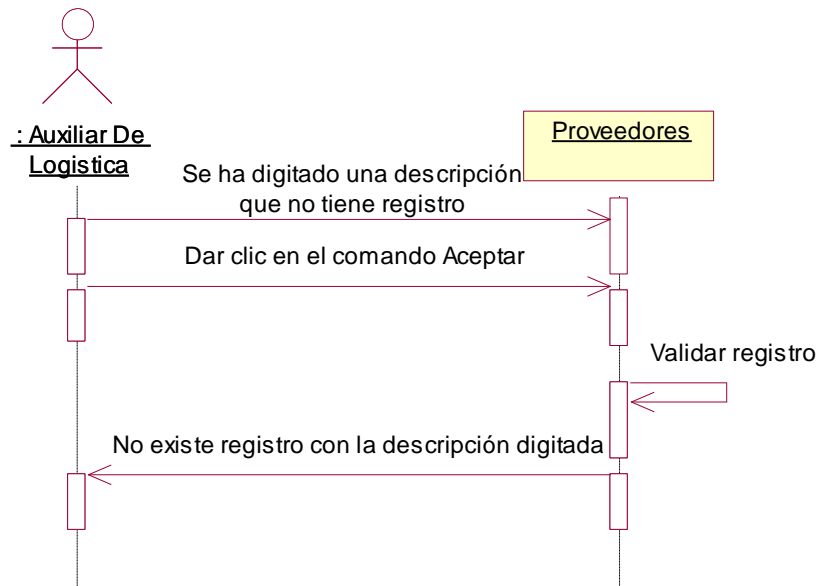 : Auxiliar De
Logistica
Proveedores
Se ha digitado una descripción
que no tiene registro
Dar clic en el comando Aceptar
Validar registro
No existe registro con la descripción digitada